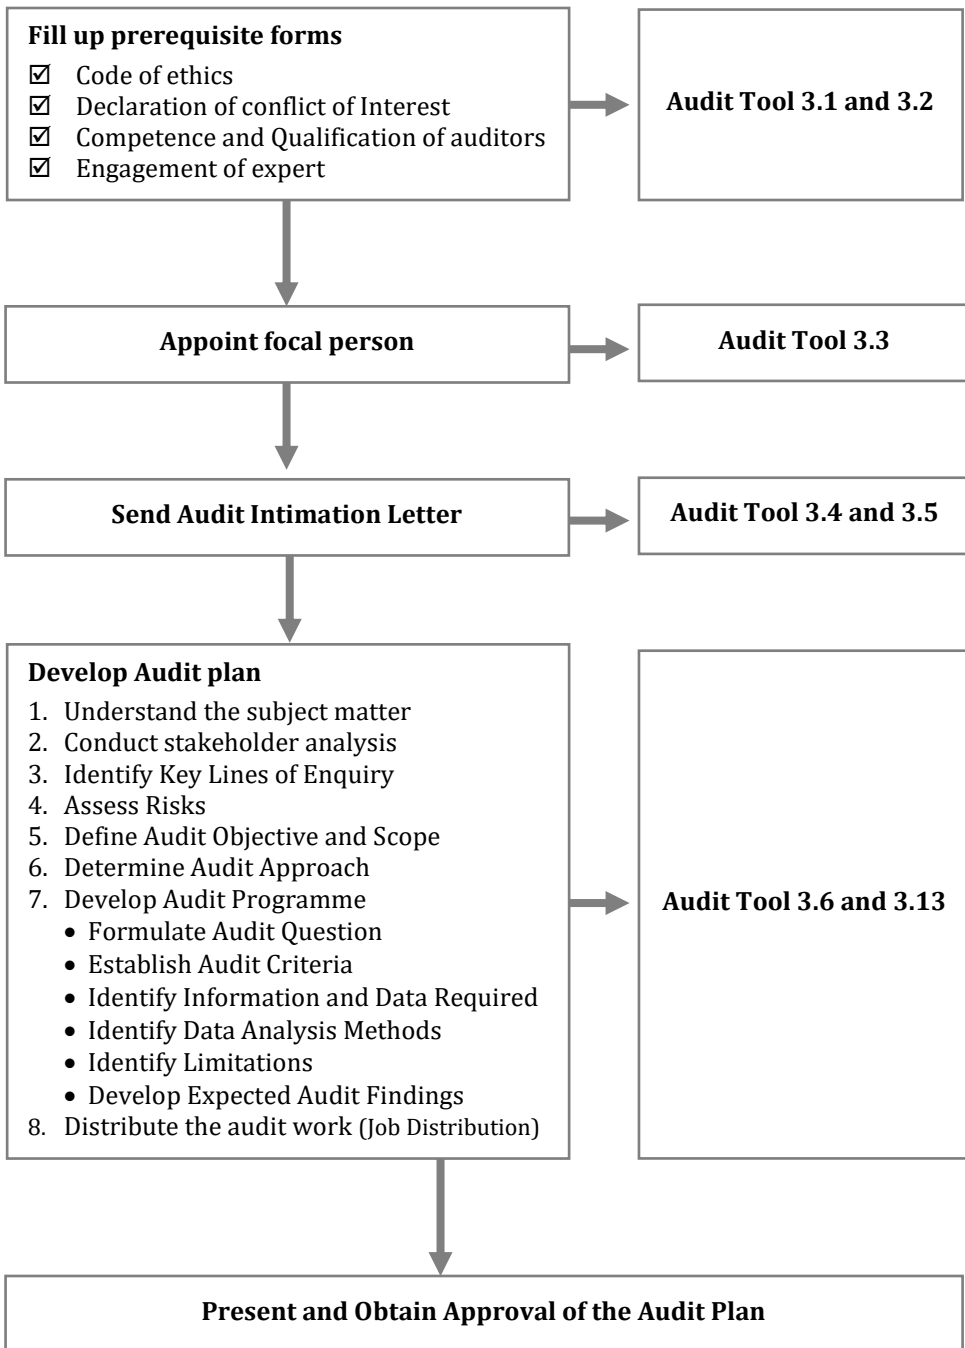 Fill up prerequisite forms
☑ Code of ethics
☑ Declaration of conflict of Interest
☑ Competence and Qualification of auditors
☑ Engagement of expert
Audit Tool 3.1 and 3.2
Appoint focal person
Audit Tool 3.3
Send Audit Intimation Letter
Audit Tool 3.4 and 3.5
Develop Audit plan
1. Understand the subject matter
2. Conduct stakeholder analysis
3. Identify Key Lines of Enquiry
4. Assess Risks
5. Define Audit Objective and Scope
6. Determine Audit Approach
7. Develop Audit Programme
• Formulate Audit Question
• Establish Audit Criteria
• Identify Information and Data Required
• Identify Data Analysis Methods
• Identify Limitations
• Develop Expected Audit Findings
8. Distribute the audit work (Job Distribution)
Audit Tool 3.6 and 3.13
Present and Obtain Approval of the Audit Plan